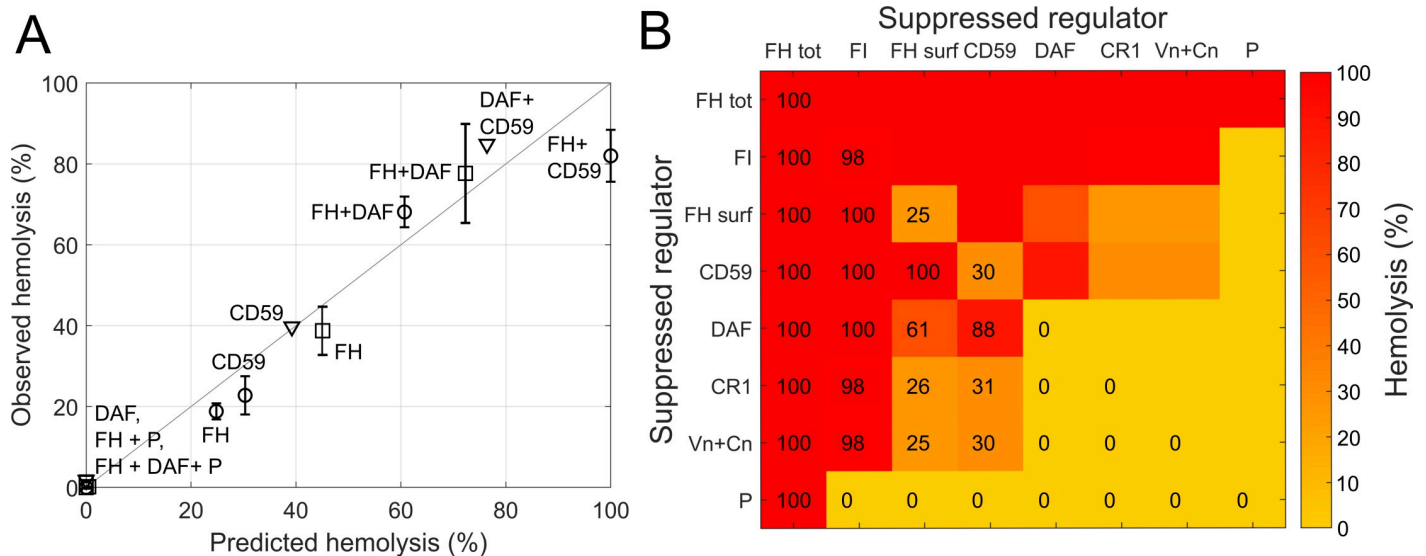 A
Observed hemolysis (%)
100
80
60
40
20
0
DAF+
CD59
FH+
CD59
FH+DAF
FH+DAF
CD59
FH
CD59
FH
DAF,
FH + P,
FH + DAF+ P
0 20 40 60 80 100
Predicted hemolysis (%)
B
Suppressed regulator
FH tot FI FH surf CD59 DAF CR1 Vn+Cn P
Suppressed regulator
FH tot 100
FI 100 98
FH surf 100 100 25
CD59 100 100 100 30
DAF 100 100 61 88 0
CR1 100 98 26 31 0 0
Vn+Cn 100 98 25 30 0 0 0
P 100 0 0 0 0 0 0 0
100
90
80
70
60
50
40
30
20
10
0
Hemolysis (%)